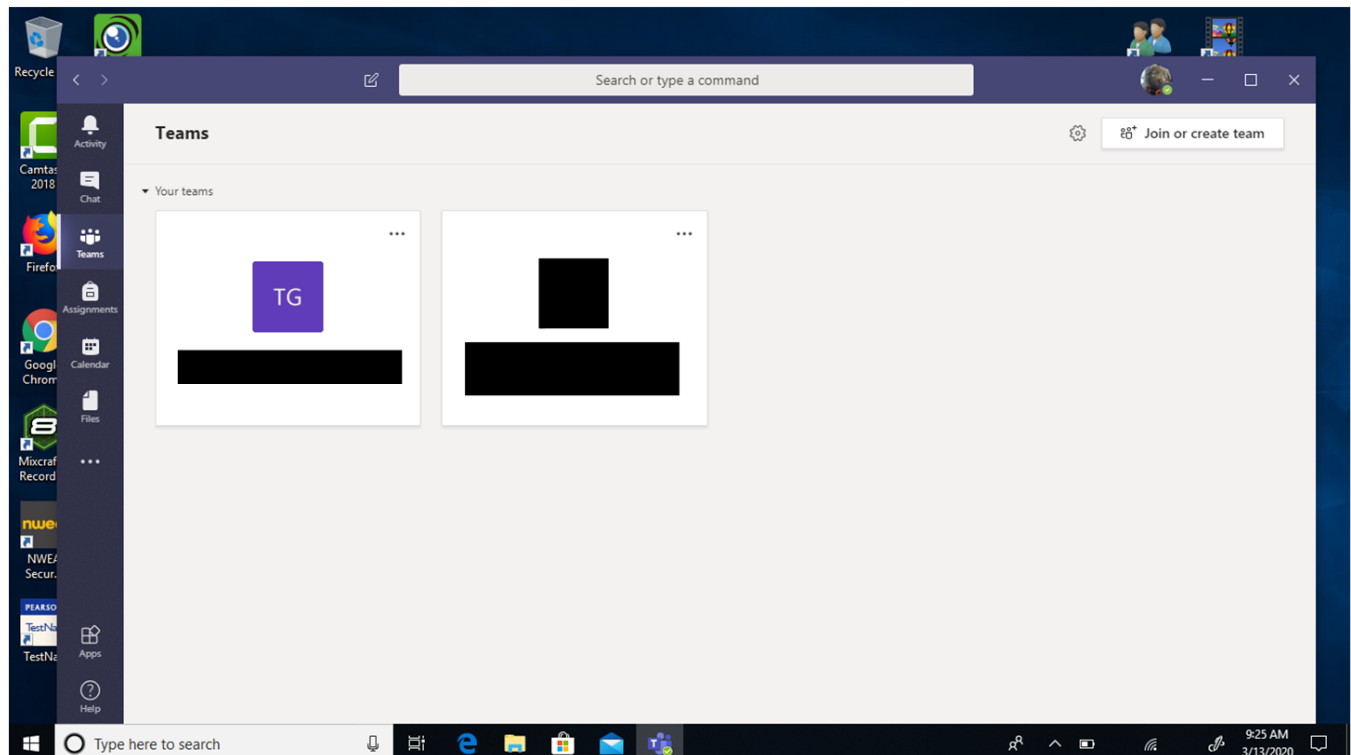 Recycle
Search or type a command
Activity
Teams
Join or create team
Camtas
2018
Chat
Your teams
Teams
Firefo
TG
Assignments
Googl
Chrom
Calendar
Files
8
Mixcraf
Record
nwe
NWEA
Secur.
PEARSO
TestNa
TestNa
Apps
Help
Type here to search
9:25 AM
3/13/2020